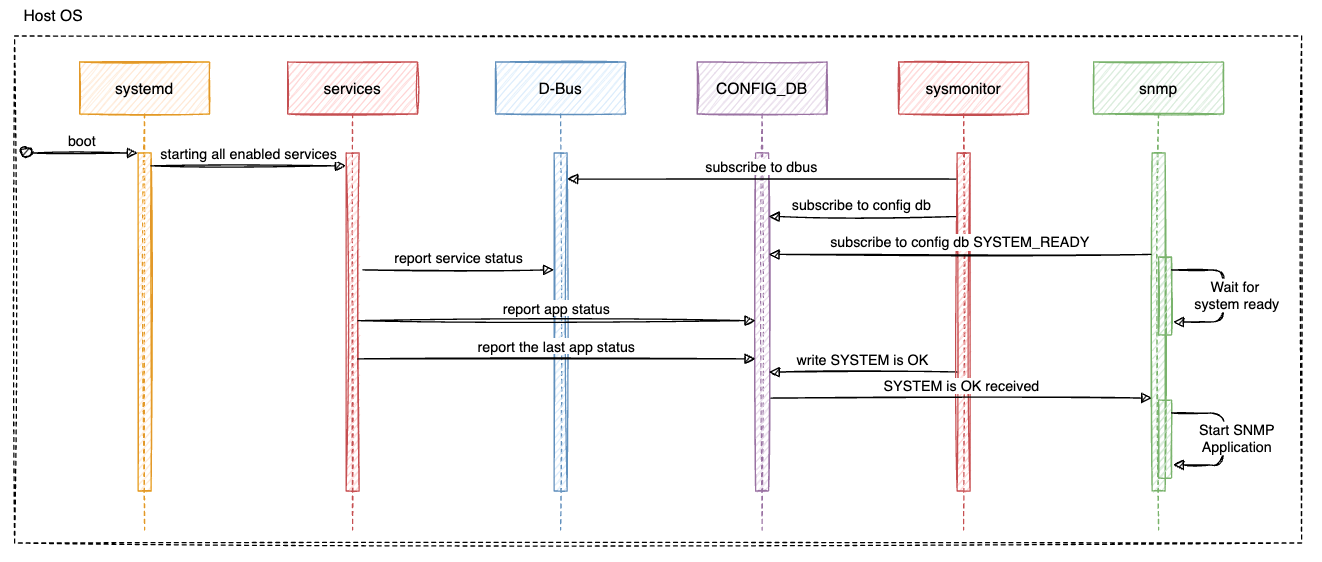 Host OS
systemd
services
D-Bus
CONFIG_DB
sysmonitor
snmp
boot
starting all enabled services
subscribe to dbus
subscribe to config db
subscribe to config db SYSTEM_READY
report service status
Wait for
system ready
report app status
report the last app status
write SYSTEM is OK
SYSTEM is OK received
Start SNMP
Application